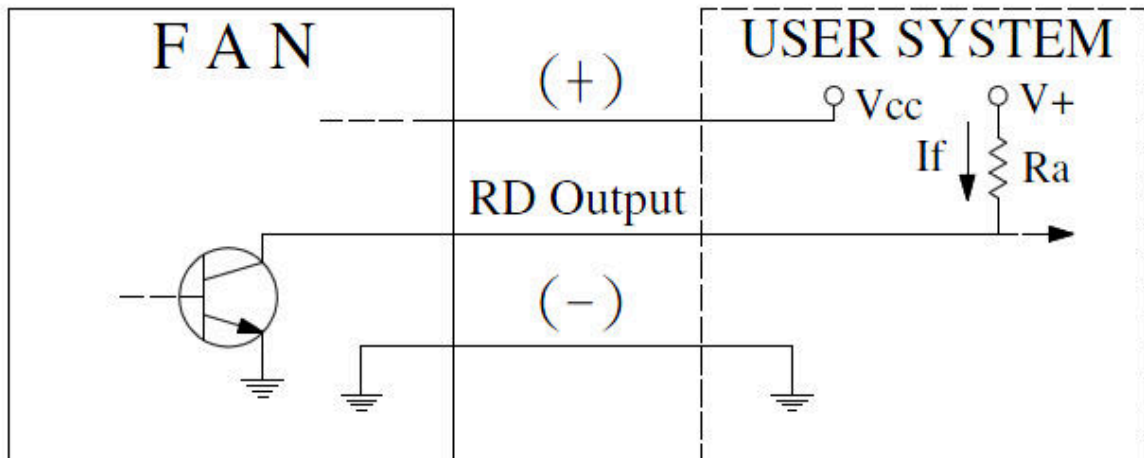 F A N
USER SYSTEM
(+)
Vcc
V+
If
Ra
RD Output
(-)